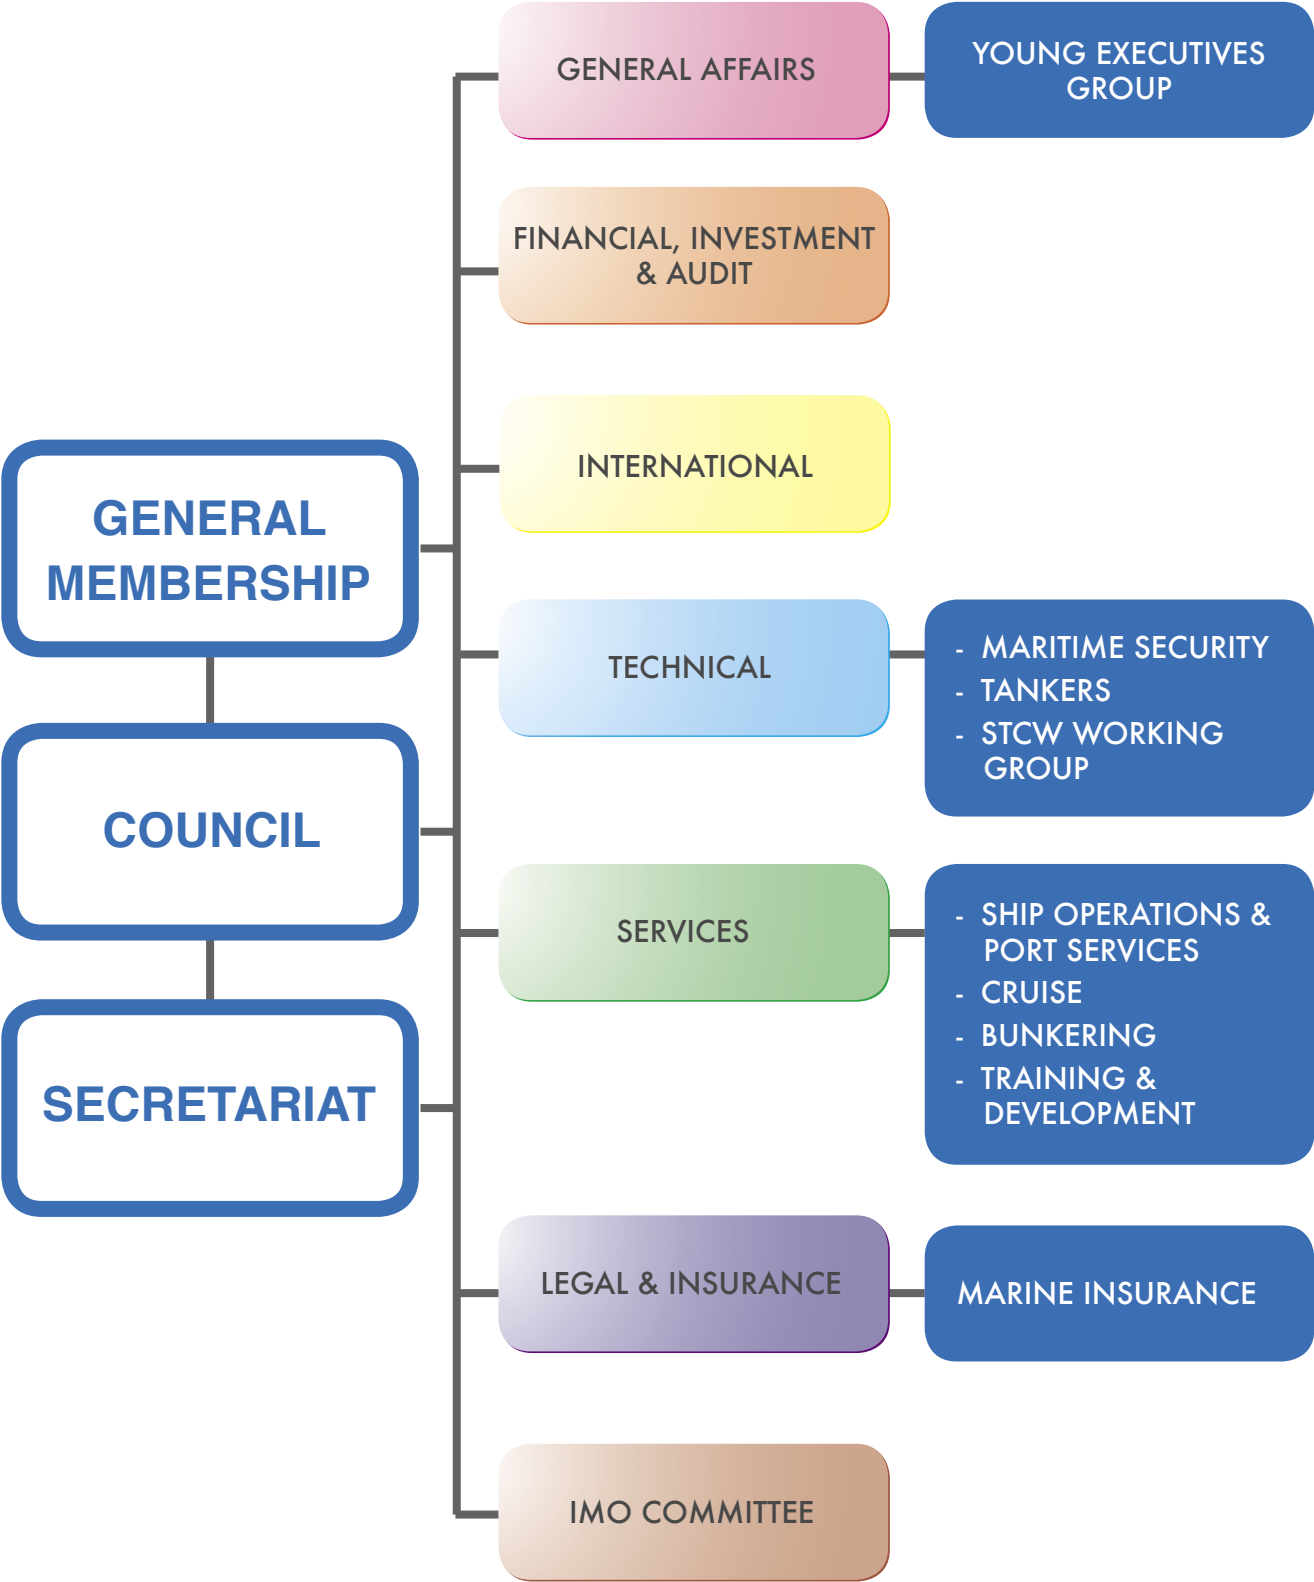 GENERAL
MEMBERSHIP
COUNCIL
SECRETARIAT
GENERAL AFFAIRS
YOUNG EXECUTIVES
GROUP
FINANCIAL, INVESTMENT
& AUDIT
INTERNATIONAL
TECHNICAL
- MARITIME SECURITY
- TANKERS
- STCW WORKING
GROUP
SERVICES
- SHIP OPERATIONS &
PORT SERVICES
- CRUISE
- BUNKERING
- TRAINING &
DEVELOPMENT
LEGAL & INSURANCE
MARINE INSURANCE
IMO COMMITTEE